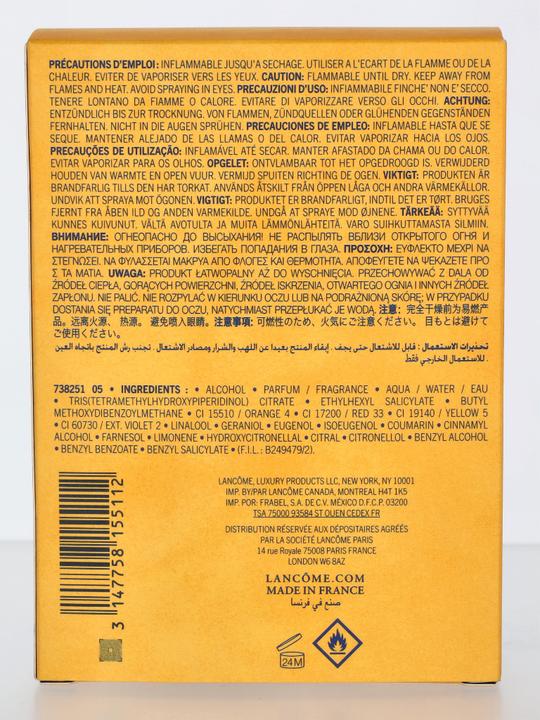 PRÉCAUTIONS D'EMPLOI: INFLAMMABLE JUSQU'A SECHAGE. UTILISER A L'ECART DE LA FLAMME OU DE LA
CHALEUR. EVITER DE VAPORISER VERS LES YEUX. CAUTION: FLAMMABLE UNTIL DRY. KEEP AWAY FROM
FLAMES AND HEAT. AVOID SPRAYING IN EYES. PRECAUZIONI D'USO: INFIAMMABILE FINCHE' NON E' SECCO.
TENERE LONTANO DA FIAMME O CALORE. EVITARE DI VAPORIZZARE VERSO GLI OCCHI. ACHTUNG:
ENTZÜNDLICH BIS ZUR TROCKNUNG. VON FLAMMEN, ZÜNDQUELLEN ODER GLÜHENDEN GEGENSTÄNDEN
FERNHALTEN. NICHT IN DIE AUGEN SPRÜHEN. PRECAUCIONES DE EMPLEO: INFLAMABLE HASTA QUE SE
SEQUE. MANTENER ALEJADO DE LAS LLAMAS O DEL CALOR. EVITAR VAPORIZAR HACIA LOS OJOS.
PRECAUÇÕES DE UTILIZAÇÃO: INFLAMÁVEL ATÉ SECAR. MANTER AFASTADO DA CHAMA OU DO CALOR.
EVITAR VAPORIZAR PARA OS OLHOS. OPGELET: ONTVLAMBAAR TOT HET OPGEDROOGD IS. VERWIJDERD
HOUDEN VAN WARMTE EN OPEN VUUR. VERMIJD SPUITEN RICHTING DE OGEN. VIKTIGT: PRODUKTEN ÄR
BRANDFARLIG TILLS DEN HAR TORKAT. ANVÄNDS ÅTSKILT FRÅN ÖPPEN LÅGA OCH ANDRA VÄRMEKÄLLOR.
UNDVIK ATT SPRAYA MOT ÖGONEN. VIGTIGT: PRODUKTET ER BRANDFARLIGT, INDTIL DET ER TØRT. BRUGES
FJERNT FRA ÅBEN ILD OG ANDEN VARMEKILDE. UNDGÅ AT SPRAYE MOD ØJNENE. TÄRKEÄÄ: SYTTYVÄÄ
KUNNES KUIVUNUT. VÄLTÄ AVOTULTA JA MUITA LÄMMÖNLÄHTEITÄ. VARO SUIHKUTTAMASTA SILMIIN.
ВНИМАНИЕ: ОГНЕОПАСНО ДО ВЫСЫХАНИЯ! НЕ РАСПЫЛЯТЬ ВБЛИЗИ ОТКРЫТОГО ОГНЯ И
НАГРЕВАТЕЛЬНЫХ ПРИБОРОВ. ИЗБЕГАТЬ ПОПАДАНИЯ В ГЛАЗА. ΠΡΟΣΟΧΗ: ΕΥΦΛΕΚΤΟ ΜΕΧΡΙ ΝΑ
ΣΤΕΓΝΩΣΕΙ. ΝΑ ΦΥΛΑΣΣΕΤΑΙ ΜΑΚΡΥΑ ΑΠΟ ΦΛΟΓΕΣ ΚΑΙ ΘΕΡΜΟΤΗΤΑ. ΑΠΟΦΕΥΓΕΤΕ ΝΑ ΨΕΚΑΖΕΤΕ ΠΡΟ
Σ ΤΑ ΜΑΤΙΑ. UWAGA: PRODUKT ŁATWOPALNY AŻ DO WYSCHNIĘCIA. PRZECHOWYWAĆ Z DALA OD
ŹRÓDEŁ CIEPŁA, GORĄCYCH POWIERZCHNI, ŹRÓDEŁ ISKRZENIA, OTWARTEGO OGNIA I INNYCH ŹRÓDEŁ
ZAPŁONU. NIE PALIĆ. NIE ROZPYLAĆ W KIERUNKU OCZU LUB NA PODRAŻNIONĄ SKÓRĘ; W PRZYPADKU
DOSTANIA SIĘ PREPARATU DO OCZU, NATYCHMIAST PRZEPŁUKAĆ JE WODĄ. 注意：完全干燥前为易燃产
品。远离火源、热源。避免喷入眼睛。注意事項: 可燃性のため、火気にご注意ください。 目もとは避けて
ご使用ください。
تحذيرات الاستعمال : قابل للاشتعال حتى يجف . إبقاء المنتج بعيدا عن اللهب والشرار ومصادر الاشتعال . تجنب رش المنتج باتجاه العين
. للاستعمال الخارجي فقط
738251 05 • INGREDIENTS : • ALCOHOL • PARFUM / FRAGRANCE • AQUA / WATER / EAU
• TRIS(TETRAMETHYLHYDROXYPIPERIDINOL) CITRATE • ETHYLHEXYL SALICYLATE • BUTYL
METHOXYDIBENZOYLMETHANE • CI 15510 / ORANGE 4 • CI 17200 / RED 33 • CI 19140 / YELLOW 5
• CI 60730 / EXT. VIOLET 2 • LINALOOL • GERANIOL • EUGENOL • ISOEUGENOL • COUMARIN • CINNAMYL
ALCOHOL • FARNESOL • LIMONENE • HYDROXYCITRONELLAL • CITRAL • CITRONELLOL • BENZYL ALCOHOL
• BENZYL BENZOATE • BENZYL SALICYLATE • (F.I.L.: B249479/2).
LANCÔME, LUXURY PRODUCTS LLC, NEW YORK, NY 10001
IMP. BY/PAR LANCÔME CANADA, MONTREAL H4T 1K5
IMP. POR: FRABEL, S.A. DE C.V. MÉXICO D.F.C.P. 03200
TSA 75000 93584 ST OUEN CEDEX FR
DISTRIBUTION RÉSERVÉE AUX DÉPOSITAIRES AGRÉÉS
PAR LA SOCIÉTÉ LANCÔME PARIS
14 rue Royale 75008 PARIS FRANCE
LONDON W6 8AZ
LANCÔME.COM
MADE IN FRANCE
صنع في فرنسا
3 147758 155112
24M